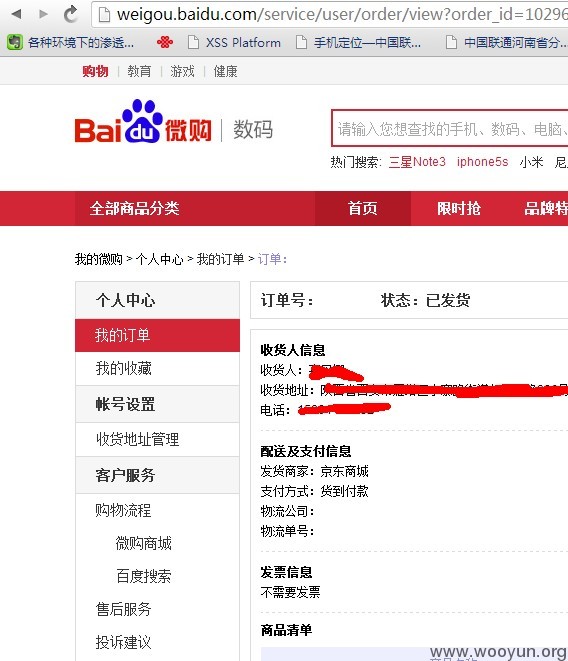 weigou.baidu.com/service/user/order/view?order_id=10296
各种环境下的渗透... XSS Platform 手机定位—中国联... 中国联通河南省分...
购物 | 教育 | 游戏 | 健康
Baidu微购 | 数码
请输入您想查找的手机、数码、电脑、
热门搜索: 三星Note3 iphone5s 小米
全部商品分类 首页 限时抢 品牌特
我的微购 > 个人中心 > 我的订单 > 订单:
个人中心
我的订单
我的收藏
帐号设置
收货地址管理
客户服务
购物流程
微购商城
百度搜索
售后服务
投诉建议
订单号: 状态: 已发货
收货人信息
收货人:
收货地址:
电话:
配送及支付信息
发货商家: 京东商城
支付方式: 货到付款
物流公司:
物流单号:
发票信息
不需要发票
商品清单
www.wooyun.org